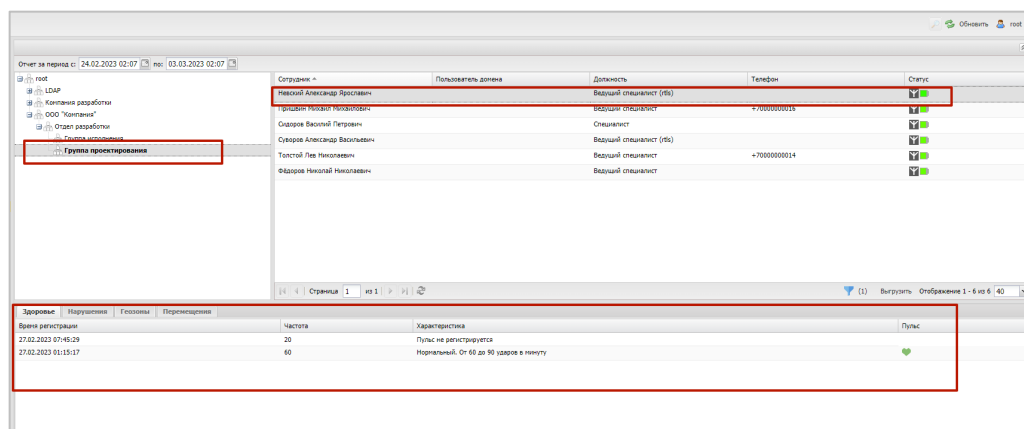 Обновить root
Отчет за период с: 24.02.2023 02:07 по: 03.03.2023 02:07
root
LDAP
Компания разработки
ООО "Компания"
Отдел разработки
Группа исполнения
Группа проектирования
Сотрудник Пользователь домена Должность Телефон Статус
Невский Александр Ярославич Ведущий специалист (rtls)
Пришвин Михаил Михайлович Ведущий специалист +70000000016
Сидоров Василий Петрович Специалист
Суворов Александр Васильевич Ведущий специалист (rtls)
Толстой Лев Николаевич Ведущий специалист +70000000014
Фёдоров Николай Николаевич Ведущий специалист
Страница 1 из 1 (1) Выгрузить Отображение 1 - 6 из 6 40
Здоровье Нарушения Геозоны Перемещения
Время регистрации Частота Характеристика Пульс
27.02.2023 07:45:29 20 Пульс не регистрируется
27.02.2023 01:15:17 60 Нормальный. От 60 до 90 ударов в минуту